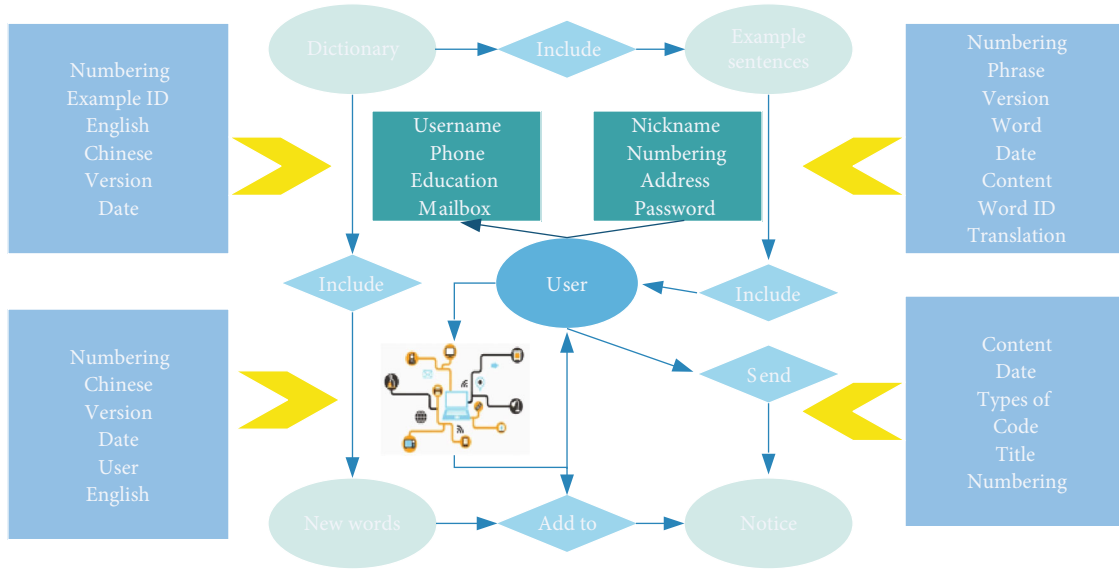 Numbering
Example ID
English
Chinese
Version
Date
Dictionary
Include
Example
sentences
Numbering
Phrase
Version
Word
Date
Content
Word ID
Translation
Username
Phone
Education
Mailbox
Nickname
Numbering
Address
Password
Include
User
Include
Numbering
Chinese
Version
Date
User
English
Send
Content
Date
Types of
Code
Title
Numbering
New words
Add to
Notice